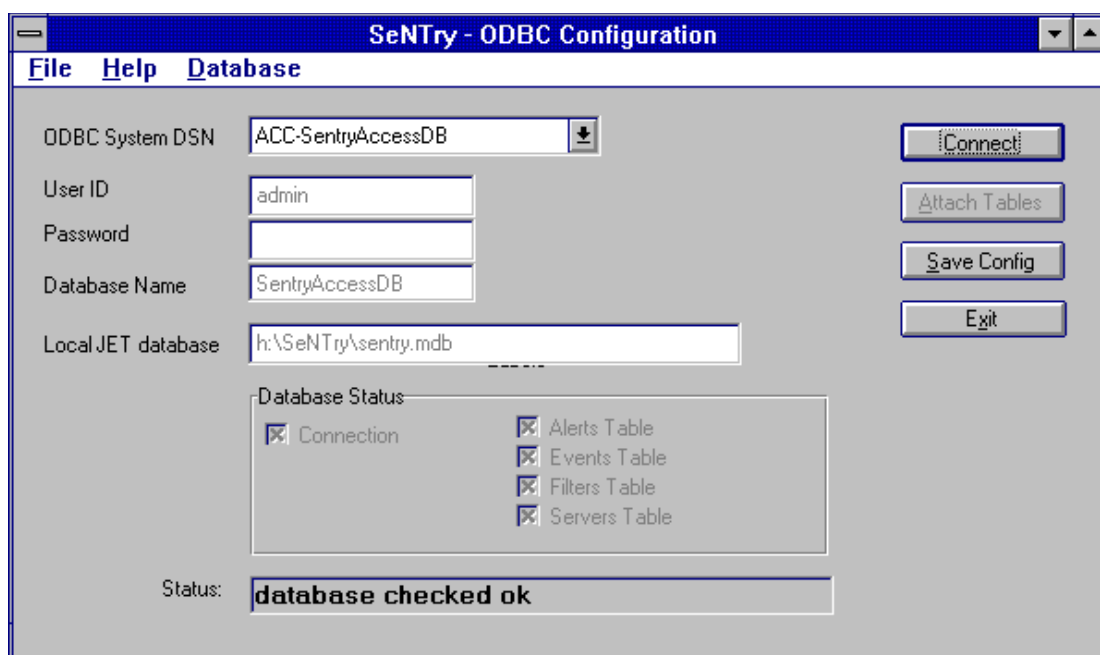 SeNTry - ODBC Configuration
File Help Database
ODBC System DSN ACC-SentryAccessDB Connect
User ID admin Attach Tables
Password
Database Name SentryAccessDB Save Config
Local JET database h:\SeNTry\sentry.mdb Exit
Database Status
Connection Alerts Table
Events Table
Filters Table
Servers Table
Status: database checked ok